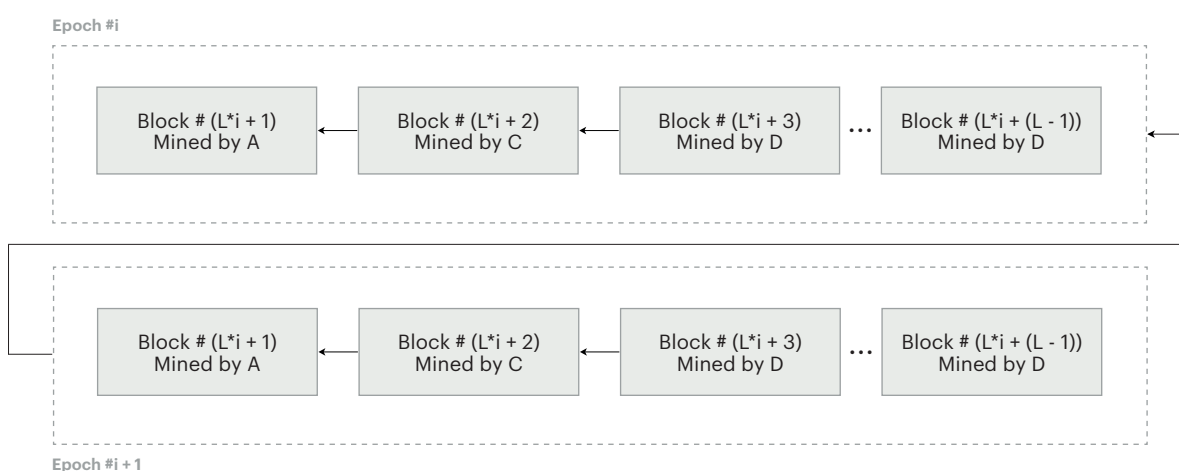 Epoch #i
Block # (L*i + 1)
Mined by A
Block # (L*i + 2)
Mined by C
Block # (L*i + 3)
Mined by D
...
Block # (L*i + (L - 1))
Mined by D
Block # (L*i + 1)
Mined by A
Block # (L*i + 2)
Mined by C
Block # (L*i + 3)
Mined by D
...
Block # (L*i + (L - 1))
Mined by D
Epoch #i + 1